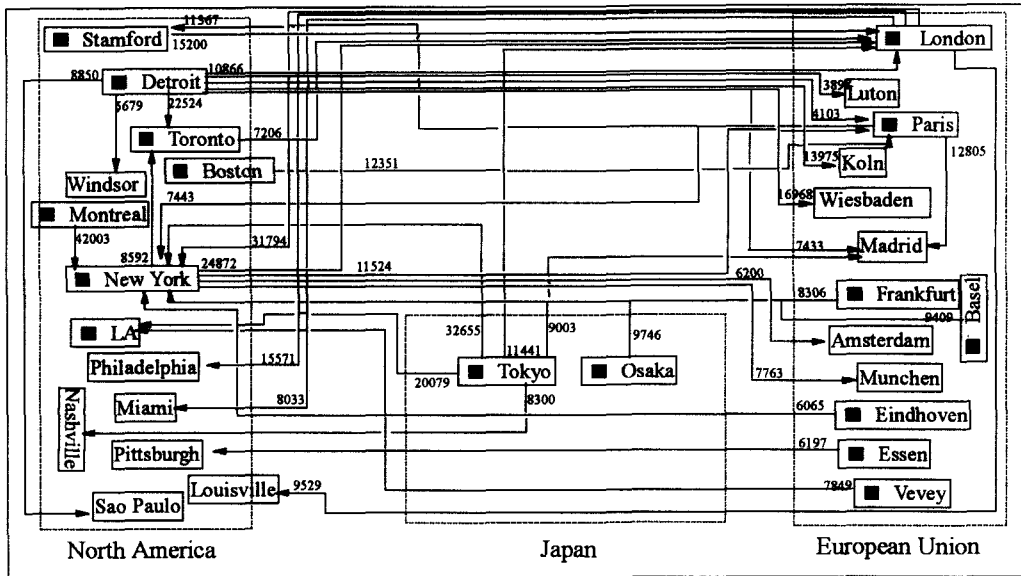 11367
Stamford
15200
London
8850
Detroit
10866
5679
22524
Luton
4103
Toronto
7206
Paris
12805
Boston
12351
13975
Koln
Windsor
7443
16968
Wiesbaden
Montreal
42003
31794
7433
Madrid
8592
24872
11524
6200
New York
8306
Frankfurt
Basel
9409
LA
32655
9003
9746
Amsterdam
Philadelphia
15571
11441
20079
Tokyo
Osaka
7763
Munchen
Nashville
Miami
8033
8300
6065
Eindhoven
Pittsburgh
6197
Essen
Louisville
9529
7849
Vevey
Sao Paulo
North America
Japan
European Union